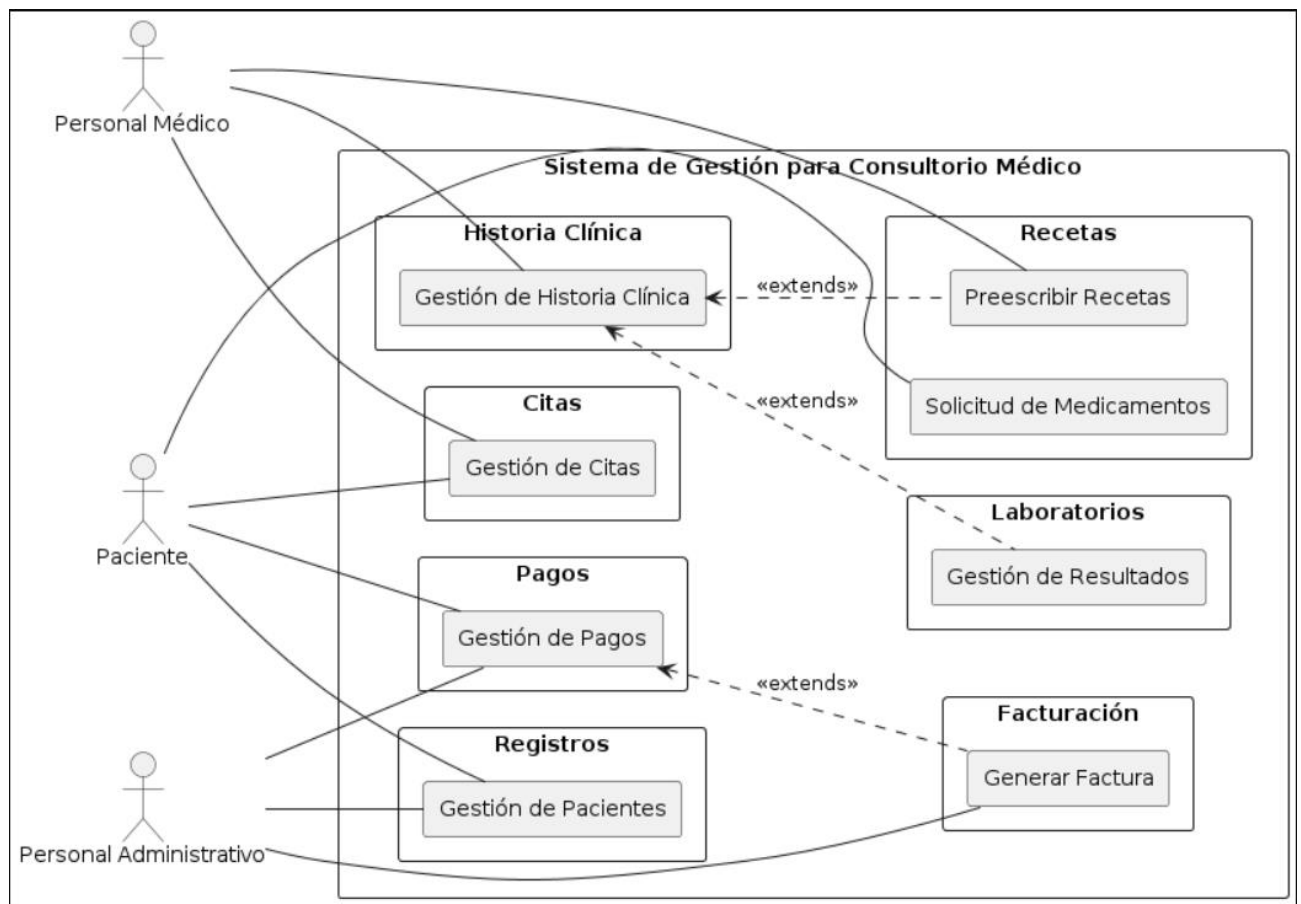 Personal Médico
Sistema de Gestión para Consultorio Médico
Historia Clínica
Recetas
Gestión de Historia Clínica
«extends»
Preescribir Recetas
Citas
«extends»
Solicitud de Medicamentos
Gestión de Citas
Laboratorios
Paciente
Pagos
Gestión de Resultados
Gestión de Pagos
«extends»
Facturación
Registros
Generar Factura
Gestión de Pacientes
Personal Administrativo